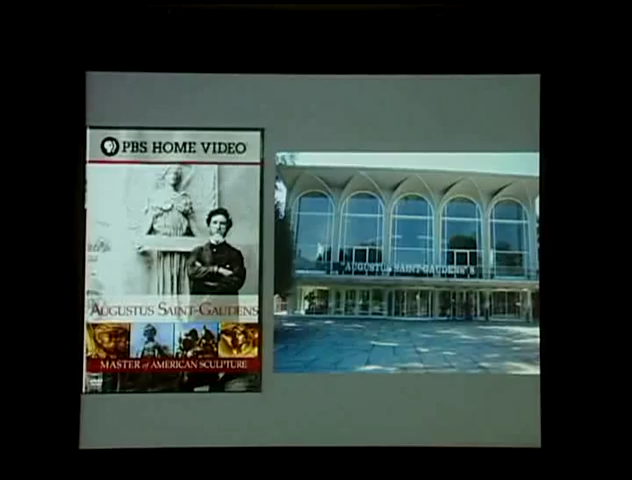 PBS HOME VIDEO
AUGUSTUS SAINT-GAUDENS
MASTER of AMERICAN SCULPTURE
AUGUSTUS SAINT-GAUDENS